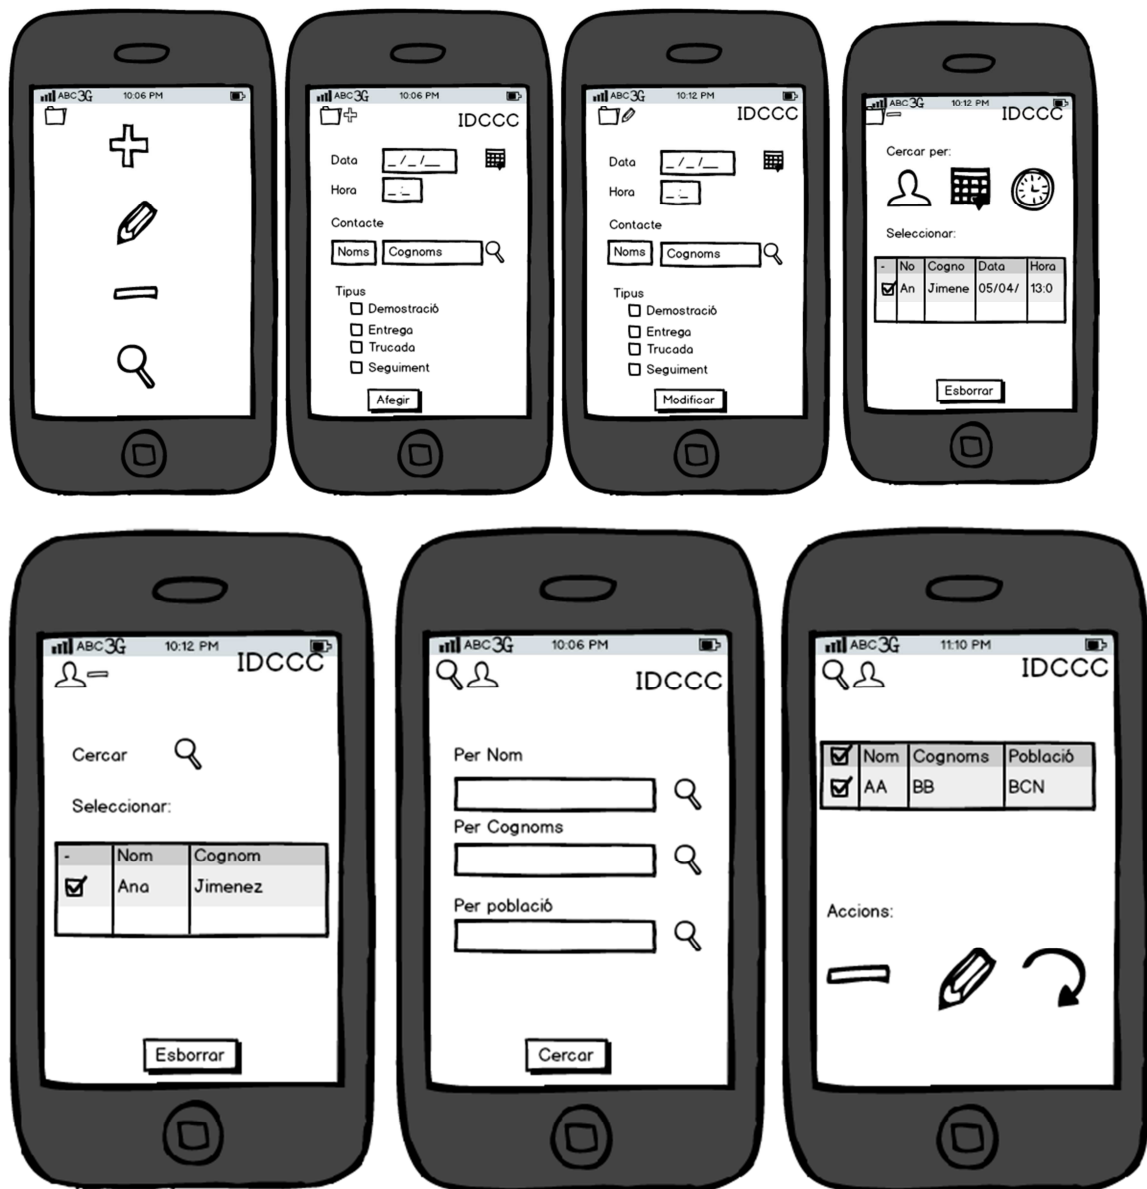 ABC 3G 10:06 PM
ABC 3G 10:06 PM
IDCCC
Data _ /_ /__
Hora _ :_
Contacte
Noms Cognoms
Tipus
Demostració
Entrega
Trucada
Seguiment
Afegir
ABC 3G 10:12 PM
IDCCC
Data _ /_ /__
Hora _ :_
Contacte
Noms Cognoms
Tipus
Demostració
Entrega
Trucada
Seguiment
Modificar
ABC 3G 10:12 PM
IDCCC
Cercar per:
Seleccionar:
- No Cogno Data Hora
An Jimene 05/04/ 13:0
Esborrar
ABC 3G 10:12 PM
IDCCC
Cercar
Seleccionar:
- Nom Cognom
Ana Jimenez
Esborrar
ABC 3G 10:06 PM
IDCCC
Per Nom
Per Cognoms
Per població
Cercar
ABC 3G 11:10 PM
IDCCC
Nom Cognoms Població
AA BB BCN
Accions: